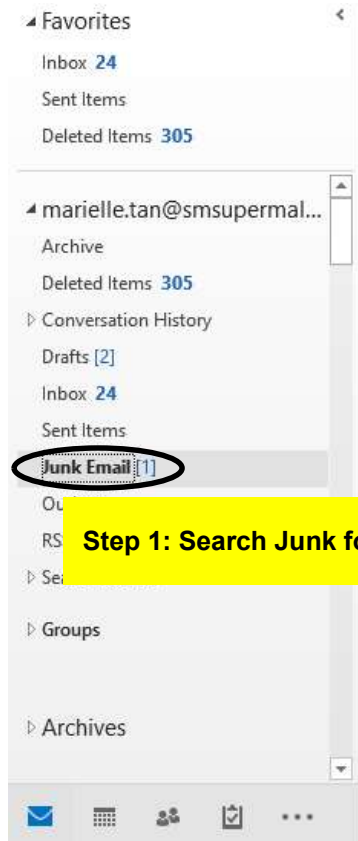 Favorites
Inbox 24
Sent Items
Deleted Items 305
marielle.tan@smsupermal...
Archive
Deleted Items 305
Conversation History
Drafts [2]
Inbox 24
Sent Items
Junk Email [1]
Step 1: Search Junk
Groups
Archives